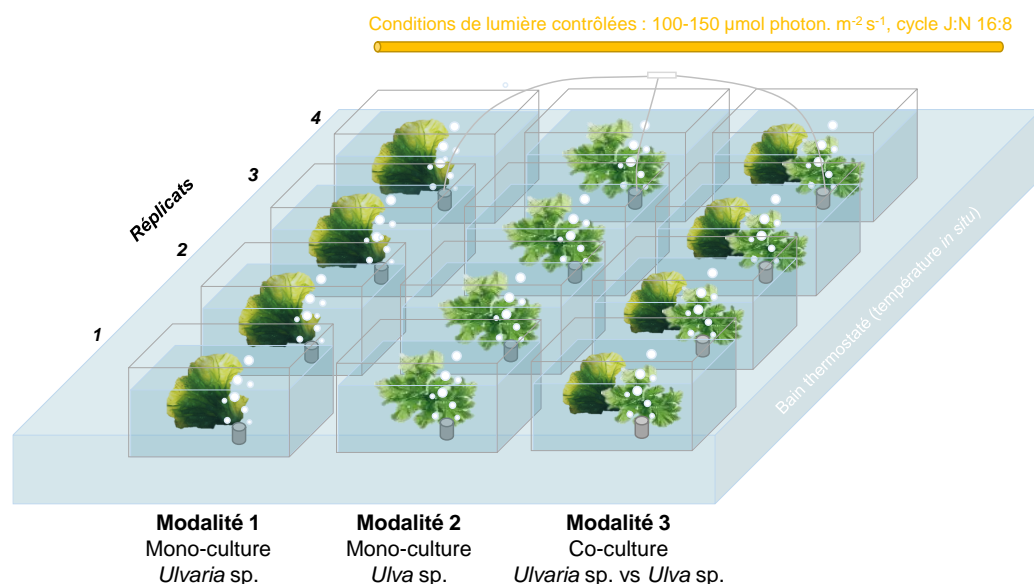 Conditions de lumière contrôlées : 100-150 µmol photon. m⁻² s⁻¹, cycle J:N 16:8
4
3
Réplicats
2
1
Bain thermostaté (température in situ)
Modalité 1
Mono-culture
Ulvaria sp.
Modalité 2
Mono-culture
Ulva sp.
Modalité 3
Co-culture
Ulvaria sp. vs Ulva sp.